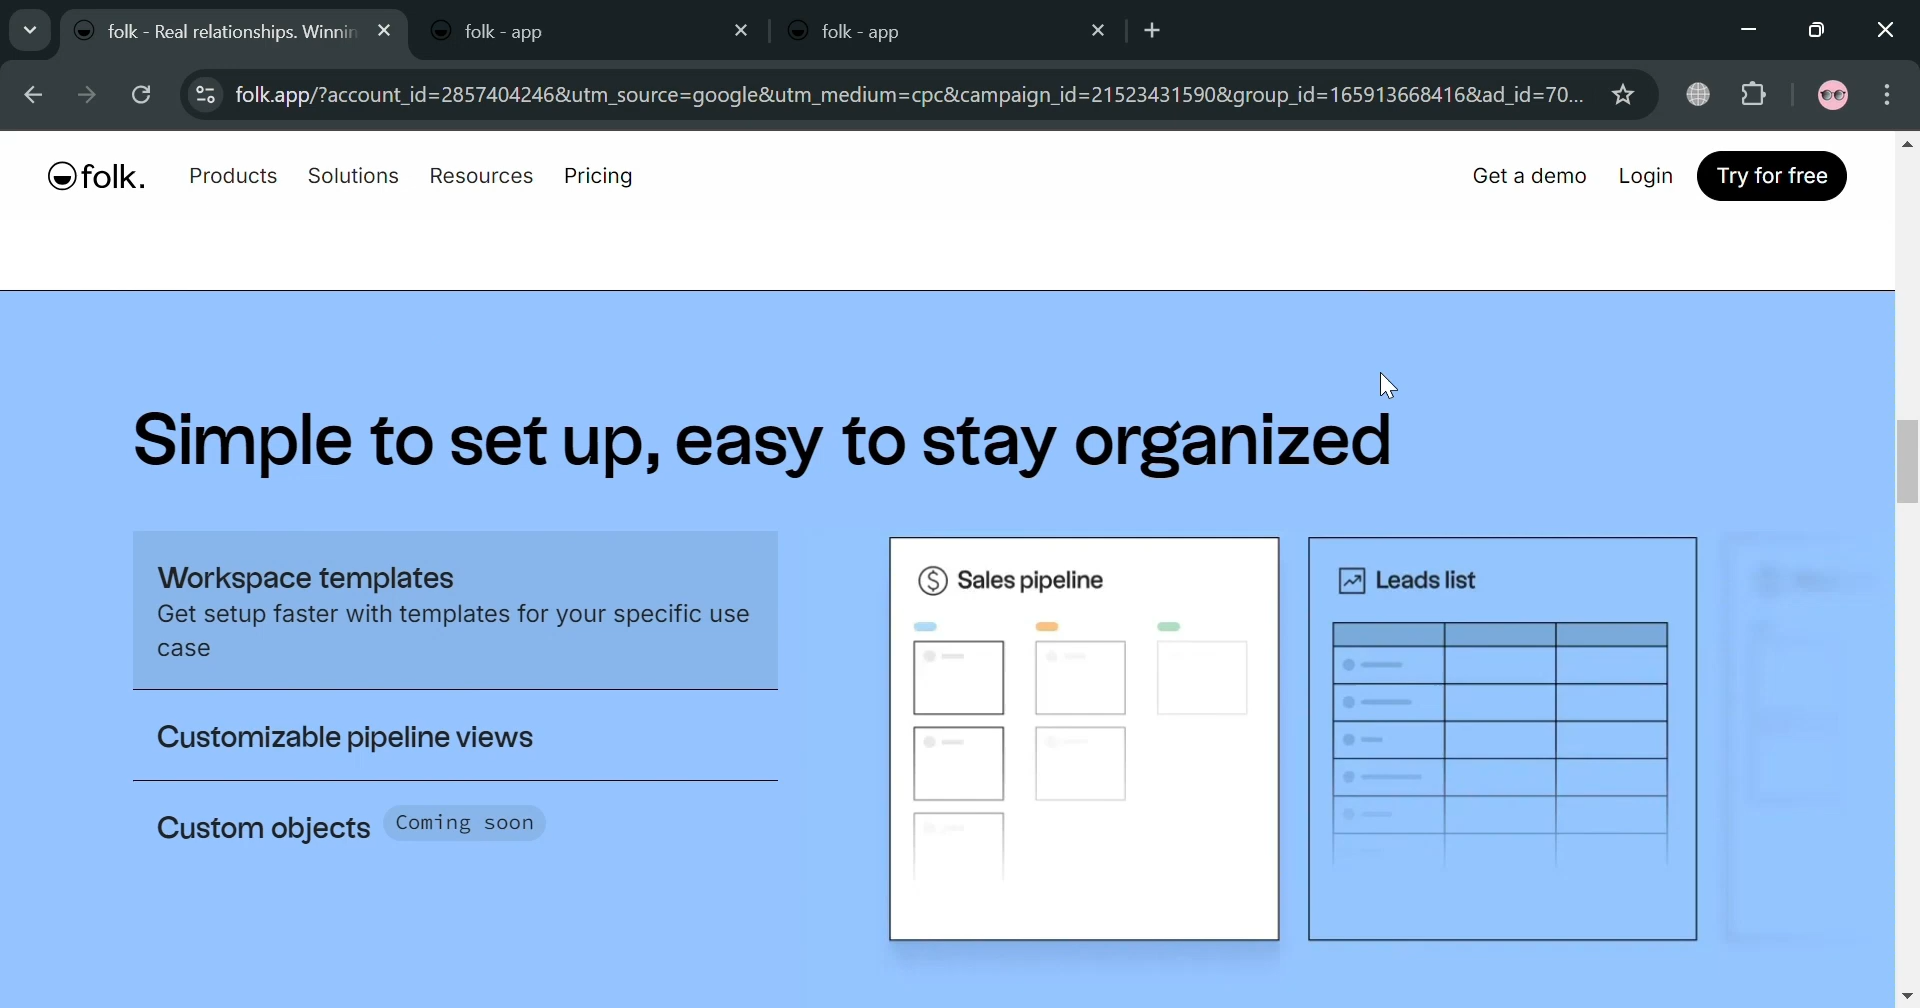 folk - Real relationships. Winnin
folk - app
folk - app
folk.app/?account_id=2857404246&utm_source=google&utm_medium=cpc&campaign_id=21523431590&group_id=165913668416&ad_id=70...
folk.
Products
Solutions
Resources
Pricing
Get a demo
Login
Try for free
Simple to set up, easy to stay organized
Workspace templates
Get setup faster with templates for your specific use
case
Customizable pipeline views
Custom objects
Coming soon
Sales pipeline
Leads list